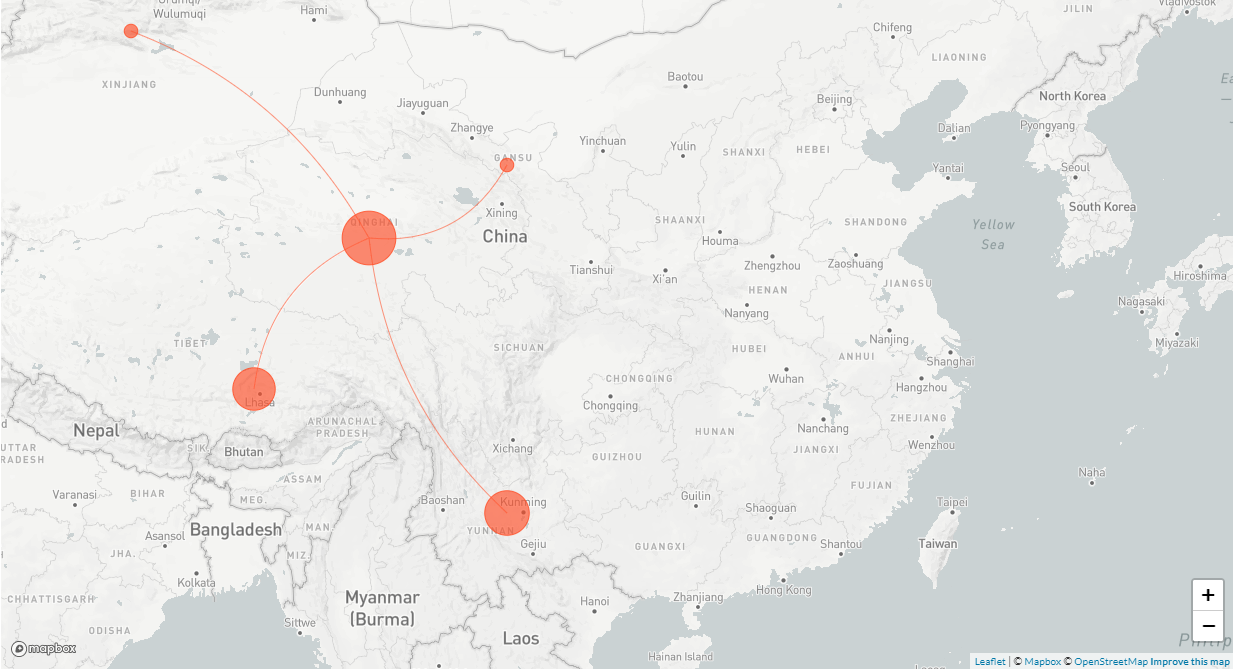 Urumqi/
Wulumuqi
Hami
JILIN
Vladivostok
Chifeng
LIAONING
XINJIANG
Dunhuang
Baotou
Jiayuguan
Beijing
North Korea
Zhangye
Yinchuan
Yulin
SHANXI
HEBEI
Dalian
Pyongyang
GANSU
Yantai
Seoul
Xining
QINGHAI
China
SHAANXI
SHANDONG
South Korea
Houma
Yellow
Sea
Tianshui
Xi'an
Zhengzhou
Zaoshuang
HENAN
JIANGSU
Hiroshima
Nagasaki
Nanyang
TIBET
SICHUAN
HUBEI
ANHUI
Nanjing
Miyazaki
Shanghai
CHONGQING
Wuhan
Hangzhou
Lhasa
Chongqing
ZHEJIANG
Nepal
ARUNACHAL
PRADESH
HUNAN
Nanchang
JIANGXI
Wenzhou
UTTAR
RADESH
SIK.
Bhutan
Xichang
GUIZHOU
ASSAM
Naha
FUJIAN
Varanasi
BIHAR
MEG.
Baoshan
Kunming
Guilin
Shaoguan
Taipei
Bangladesh
MAN.
YUNNAN
GUANGDONG
Asansol
JHA.
MIZ.
Gejiu
GUANGXI
Shantou
Taiwan
Kolkata
Hong Kong
CHHATTISGARH
Myanmar
(Burma)
Hanoi
Zhanjiang
ODISHA
Sittwe
Laos
Hainan Island
Philip
+
−
mapbox
Leaflet | © Mapbox © OpenStreetMap Improve this map